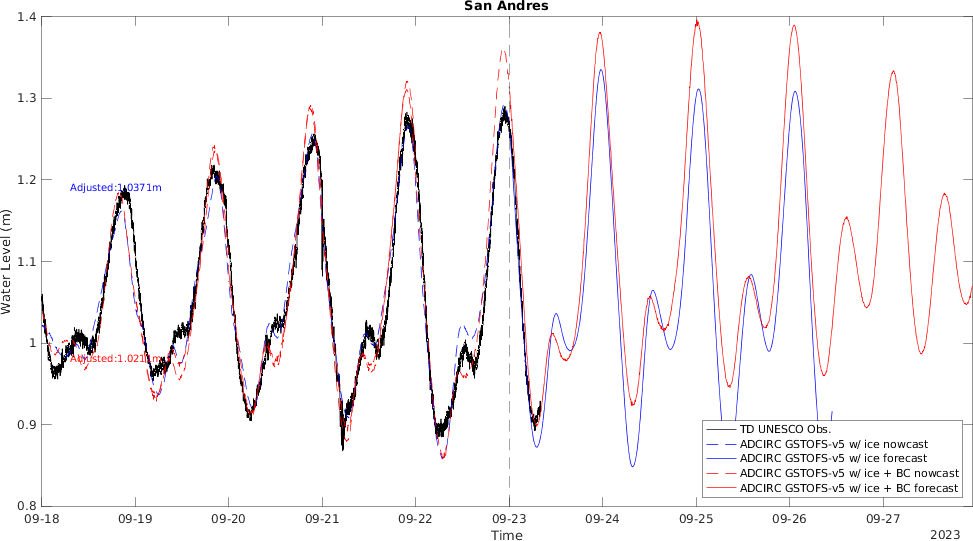 San Andres
1.4
1.3
1.2
1.1
1
0.9
0.8
Water Level (m)
Adjusted:1.0371m
Adjusted:1.021
TD UNESCO Obs.
ADCIRC GSTOFS-v5 w/ ice nowcast
ADCIRC GSTOFS-v5 w/ ice forecast
ADCIRC GSTOFS-v5 w/ ice + BC nowcast
ADCIRC GSTOFS-v5 w/ ice + BC forecast
09-18 09-19 09-20 09-21 09-22 09-23 09-24 09-25 09-26 09-27
Time
2023